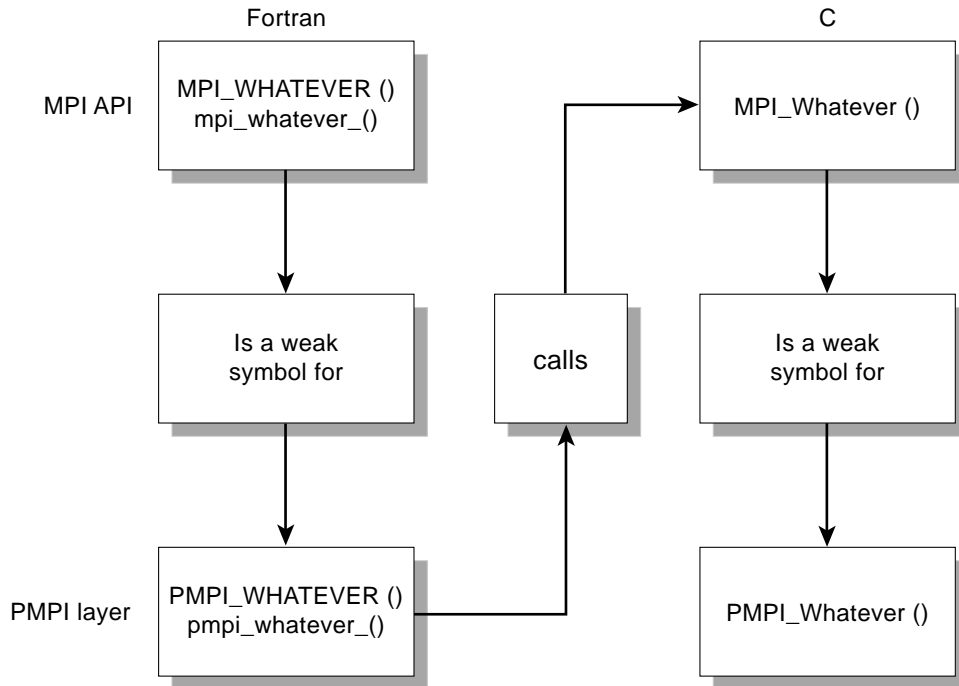 Fortran
C
MPI API
MPI_WHATEVER ()
mpi_whatever_()
MPI_Whatever ()
Is a weak
symbol for
calls
Is a weak
symbol for
PMPI layer
PMPI_WHATEVER ()
pmpi_whatever_()
PMPI_Whatever ()